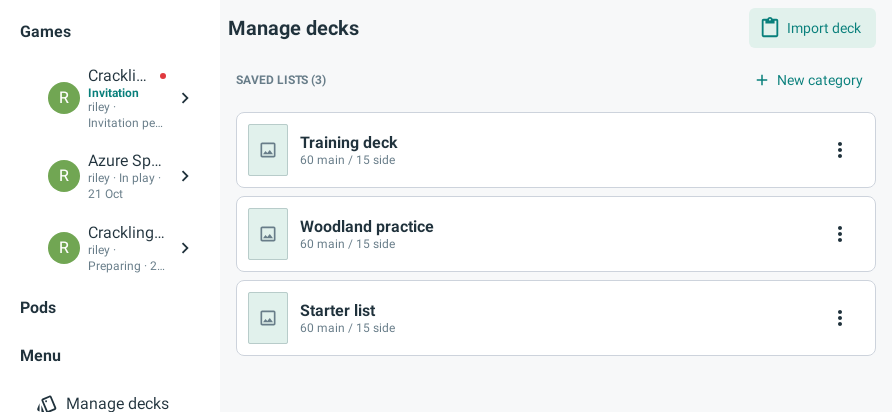 Games
Crackli...
R
Invitation
riley ·
Invitation pe...
Azure Sp...
R
riley · In play ·
21 Oct
Crackling...
R
riley ·
Preparing · 2...
Pods
Menu
Manage decks
Manage decks
Import deck
SAVED LISTS (3)
New category
Training deck
60 main / 15 side
Woodland practice
60 main / 15 side
Starter list
60 main / 15 side